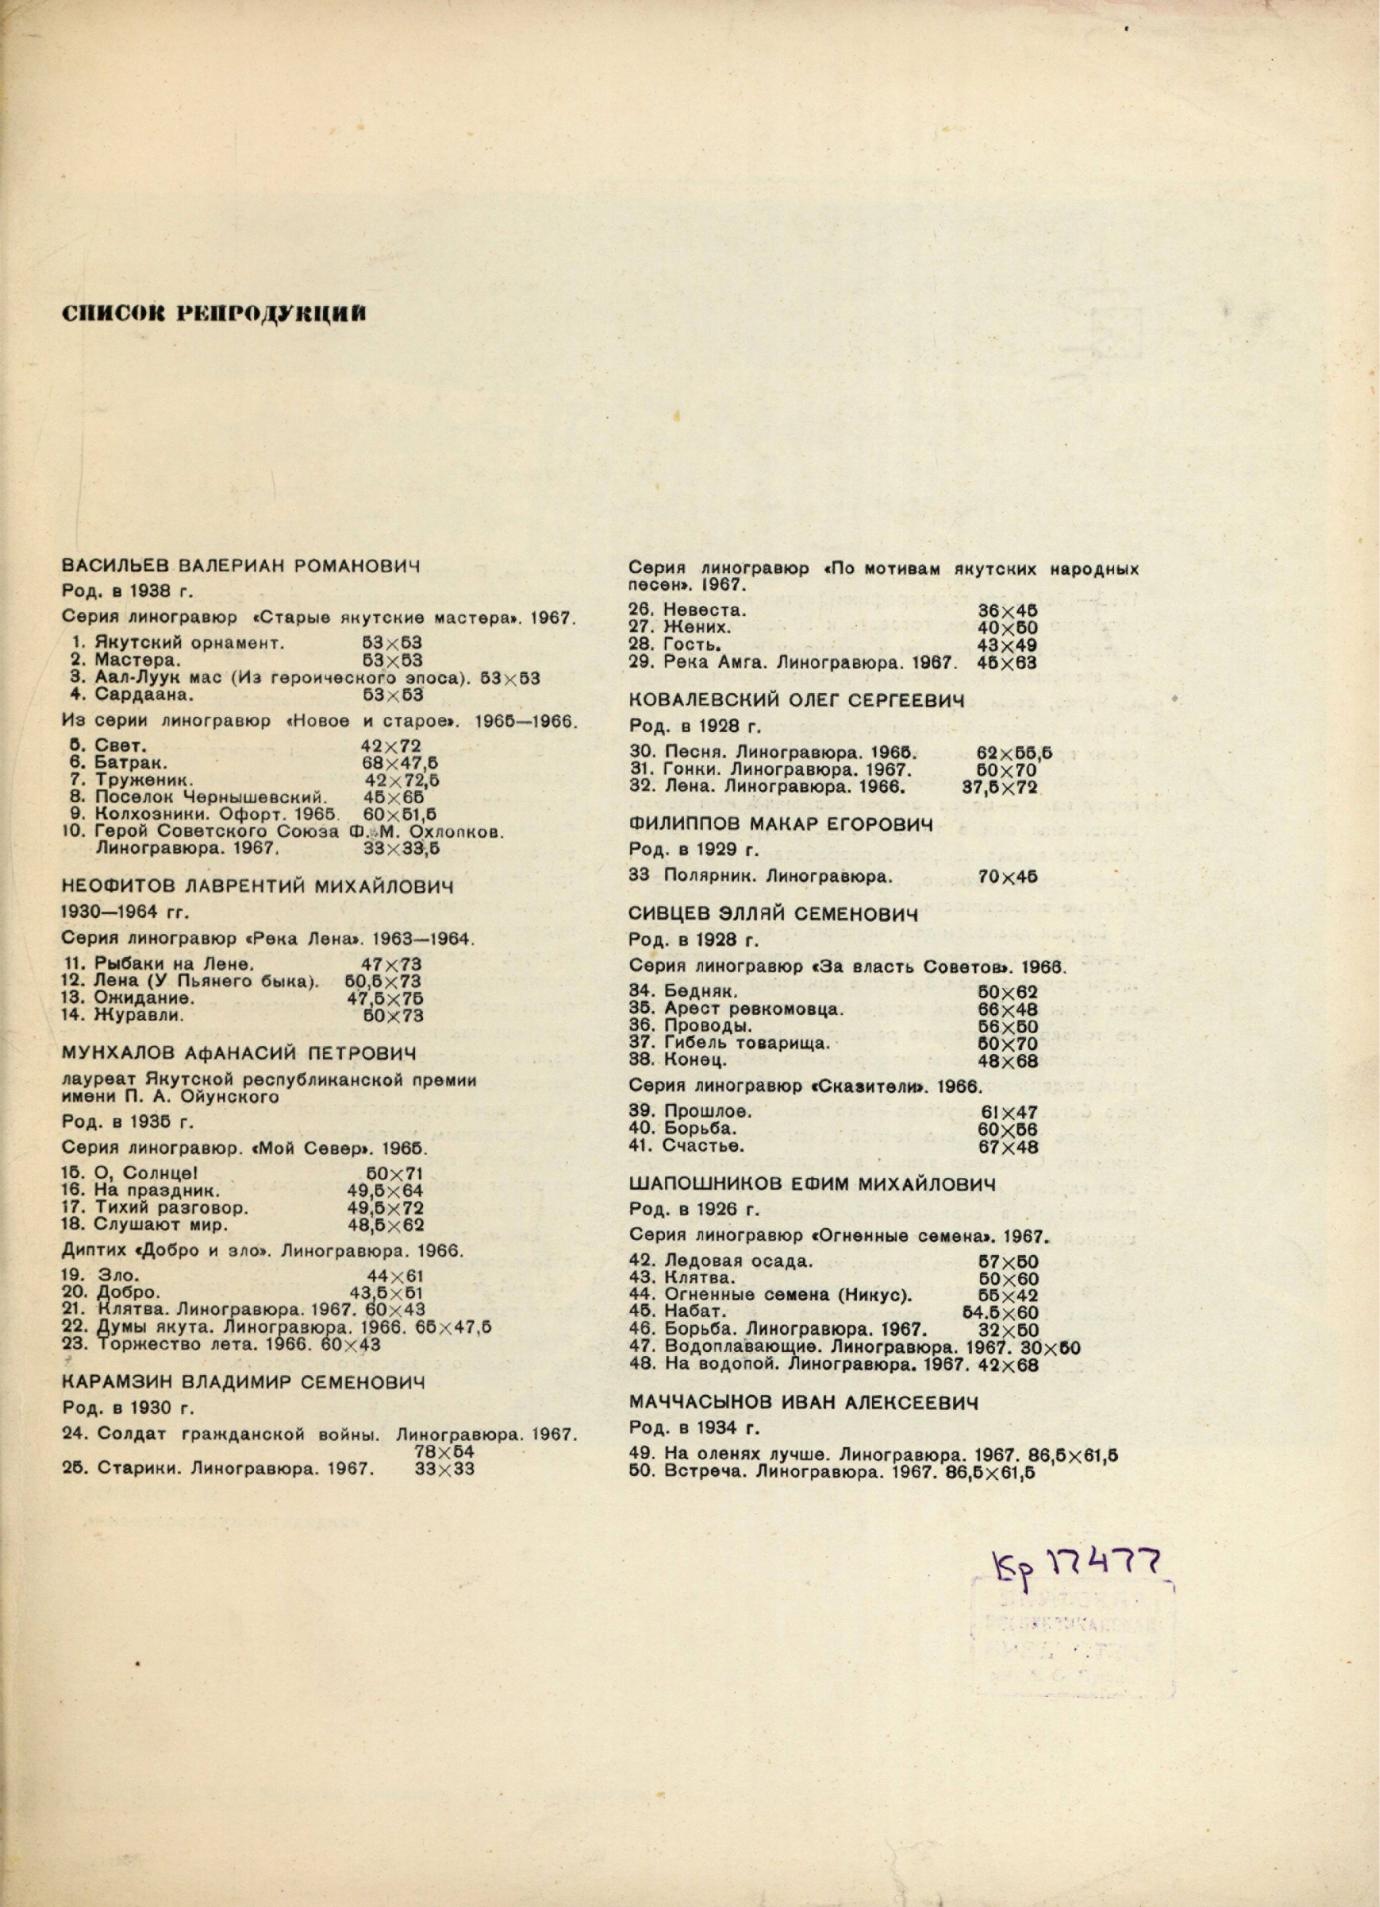 СПИСОК РЕПРОДУКЦИЙ
ВАСИЛЬЕВ ВАЛЕРИАН РОМАНОВИЧ
Род. в 1938 г.
Серия линогравюр «Старые якутские мастера». 1967.
1. Якутский орнамент. 53×53
2. Мастера. 53×53
3. Аал-Луук мас (Из героического эпоса). 53×53
4. Сардаана. 53×53
Из серии линогравюр «Новое и старое». 1965—1966.
5. Свет. 42×72
6. Батрак. 68×47,5
7. Труженик. 42×72,5
8. Поселок Чернышевский. 45×65
9. Колхозники. Офорт. 1965. 60×51,5
10. Герой Советского Союза Ф. М. Охлопков.
Линогравюра. 1967. 33×33,5
НЕОФИТОВ ЛАВРЕНТИЙ МИХАЙЛОВИЧ
1930—1964 гг.
Серия линогравюр «Река Лена». 1963—1964.
11. Рыбаки на Лене. 47×73
12. Лена (У Пьянего быка). 50,5×73
13. Ожидание. 47,5×75
14. Журавли. 50×73
МУНХАЛОВ АФАНАСИЙ ПЕТРОВИЧ
лауреат Якутской республиканской премии
имени П. А. Ойунского
Род. в 1935 г.
Серия линогравюр. «Мой Север». 1965.
15. О, Солнце! 50×71
16. На праздник. 49,5×64
17. Тихий разговор. 49,5×72
18. Слушают мир. 48,5×62
Диптих «Добро и зло». Линогравюра. 1966.
19. Зло. 44×61
20. Добро. 43,5×51
21. Клятва. Линогравюра. 1967. 60×43
22. Думы якута. Линогравюра. 1966. 65×47,5
23. Торжество лета. 1966. 60×43
КАРАМЗИН ВЛАДИМИР СЕМЕНОВИЧ
Род. в 1930 г.
24. Солдат гражданской войны. Линогравюра. 1967.
78×54
25. Старики. Линогравюра. 1967. 33×33
Серия линогравюр «По мотивам якутских народных
песен». 1967.
26. Невеста. 36×45
27. Жених. 40×50
28. Гость. 43×49
29. Река Амга. Линогравюра. 1967. 45×63
КОВАЛЕВСКИЙ ОЛЕГ СЕРГЕЕВИЧ
Род. в 1928 г.
30. Песня. Линогравюра. 1965. 62×55,5
31. Гонки. Линогравюра. 1967. 50×70
32. Лена. Линогравюра. 1966. 37,5×72
ФИЛИППОВ МАКАР ЕГОРОВИЧ
Род. в 1929 г.
33 Полярник. Линогравюра. 70×45
СИВЦЕВ ЭЛЛЯЙ СЕМЕНОВИЧ
Род. в 1928 г.
Серия линогравюр «За власть Советов». 1966.
34. Бедняк. 50×62
35. Арест ревкомовца. 66×48
36. Проводы. 56×50
37. Гибель товарища. 50×70
38. Конец. 48×68
Серия линогравюр «Сказители». 1966.
39. Прошлое. 61×47
40. Борьба. 60×56
41. Счастье. 67×48
ШАПОШНИКОВ ЕФИМ МИХАЙЛОВИЧ
Род. в 1926 г.
Серия линогравюр «Огненные семена». 1967.
42. Ледовая осада. 57×50
43. Клятва. 50×60
44. Огненные семена (Никус). 55×42
45. Набат. 54.5×60
46. Борьба. Линогравюра. 1967. 32×50
47. Водоплавающие. Линогравюра. 1967. 30×50
48. На водопой. Линогравюра. 1967. 42×68
МАЧЧАСЫНОВ ИВАН АЛЕКСЕЕВИЧ
Род. в 1934 г.
49. На оленях лучше. Линогравюра. 1967. 86,5×61,5
50. Встреча. Линогравюра. 1967. 86,5×61,5
Кр 17477